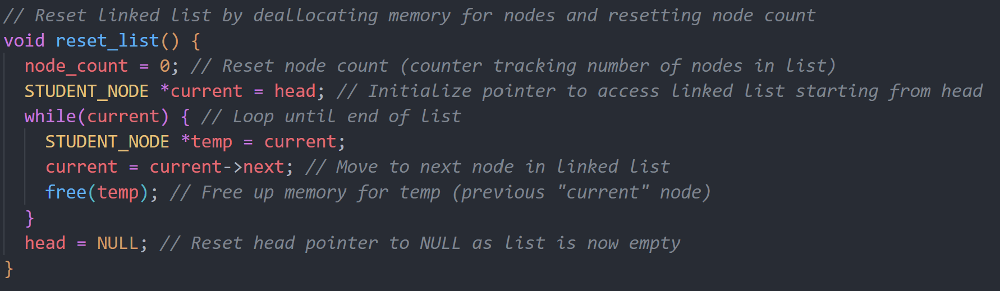 // Reset linked list by deallocating memory for nodes and resetting node count
void reset_list() {
  node_count = 0; // Reset node count (counter tracking number of nodes in list)
  STUDENT_NODE *current = head; // Initialize pointer to access linked list starting from head
  while(current) { // Loop until end of list
    STUDENT_NODE *temp = current;
    current = current->next; // Move to next node in linked list
    free(temp); // Free up memory for temp (previous "current" node)
  }
  head = NULL; // Reset head pointer to NULL as list is now empty
}